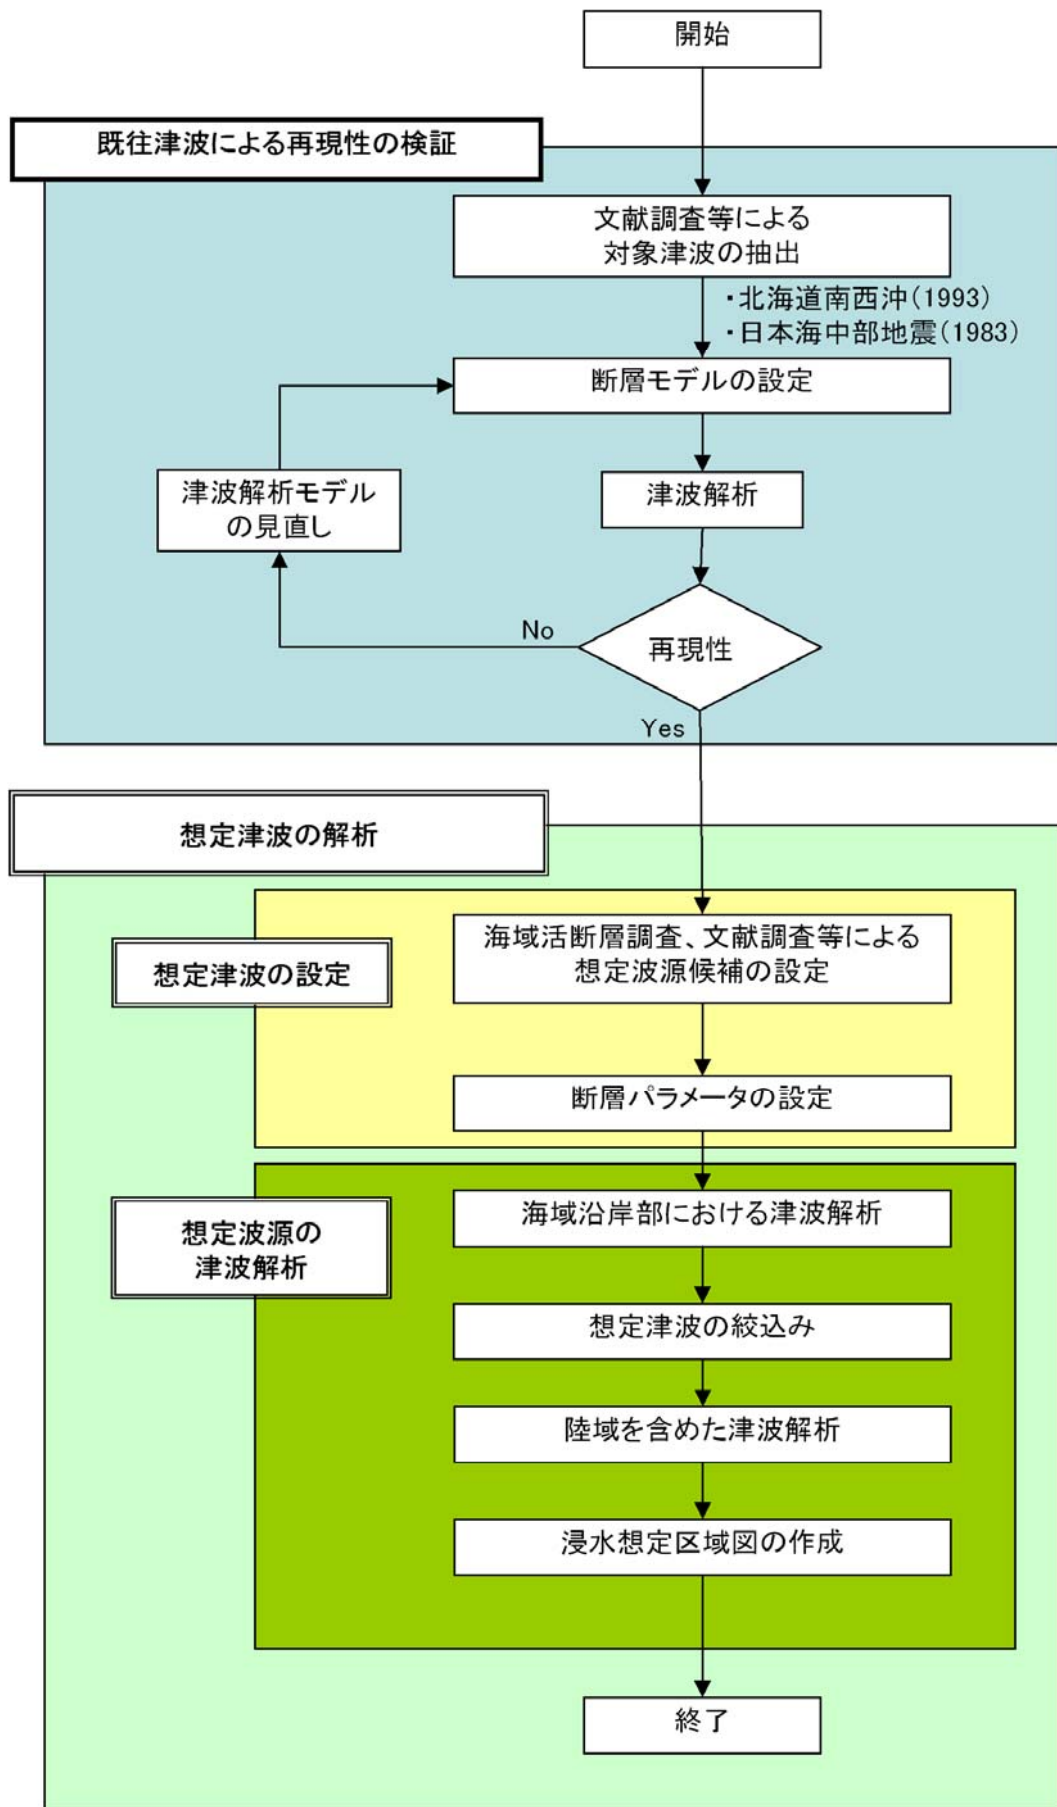 開始
既往津波による再現性の検証
文献調査等による
対象津波の抽出
・北海道南西沖(1993)
・日本海中部地震(1983)
断層モデルの設定
津波解析モデル
の見直し
津波解析
No
再現性
Yes
想定津波の解析
海域活断層調査、文献調査等による
想定波源候補の設定
想定津波の設定
断層パラメータの設定
想定波源の
津波解析
海域沿岸部における津波解析
想定津波の絞込み
陸域を含めた津波解析
浸水想定区域図の作成
終了